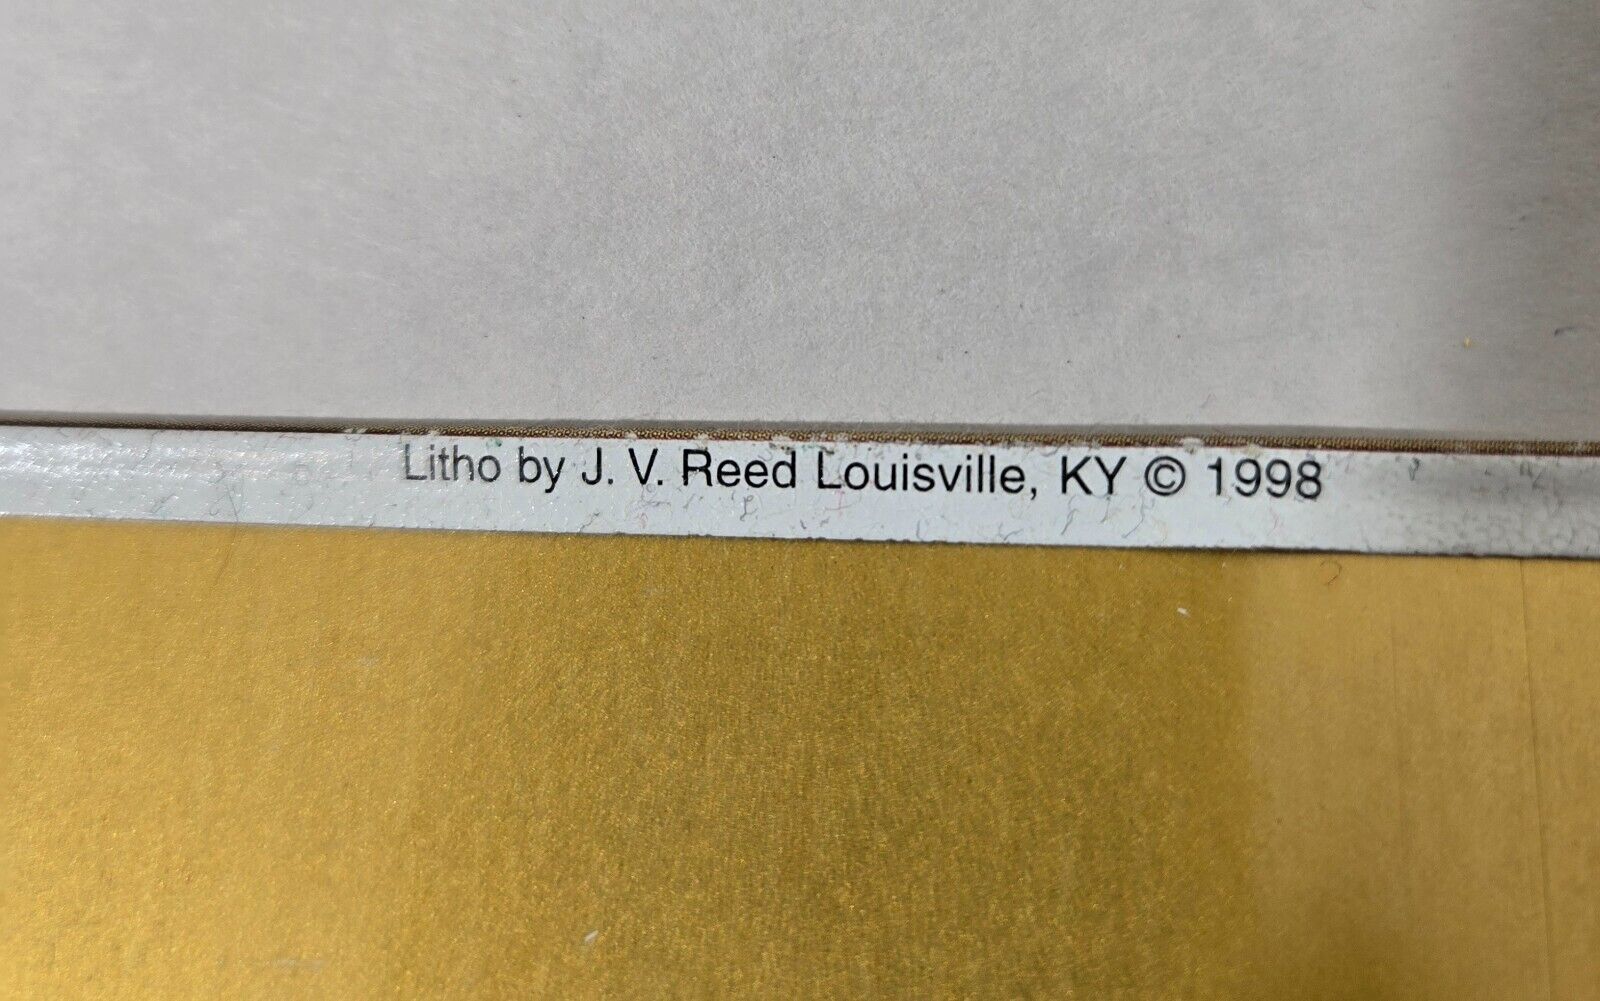 Litho by J. V. Reed Louisville, KY © 1998